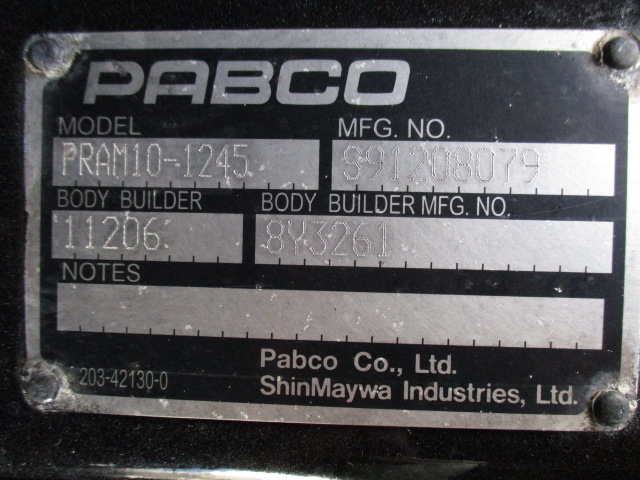 PABCO
MODEL MFG. NO.
PRAM10-1245 S91208079
BODY BUILDER BODY BUILDER MFG. NO.
11206 8Y3261
NOTES
203-42130-0
Pabco Co., Ltd.
ShinMaywa Industries, Ltd.